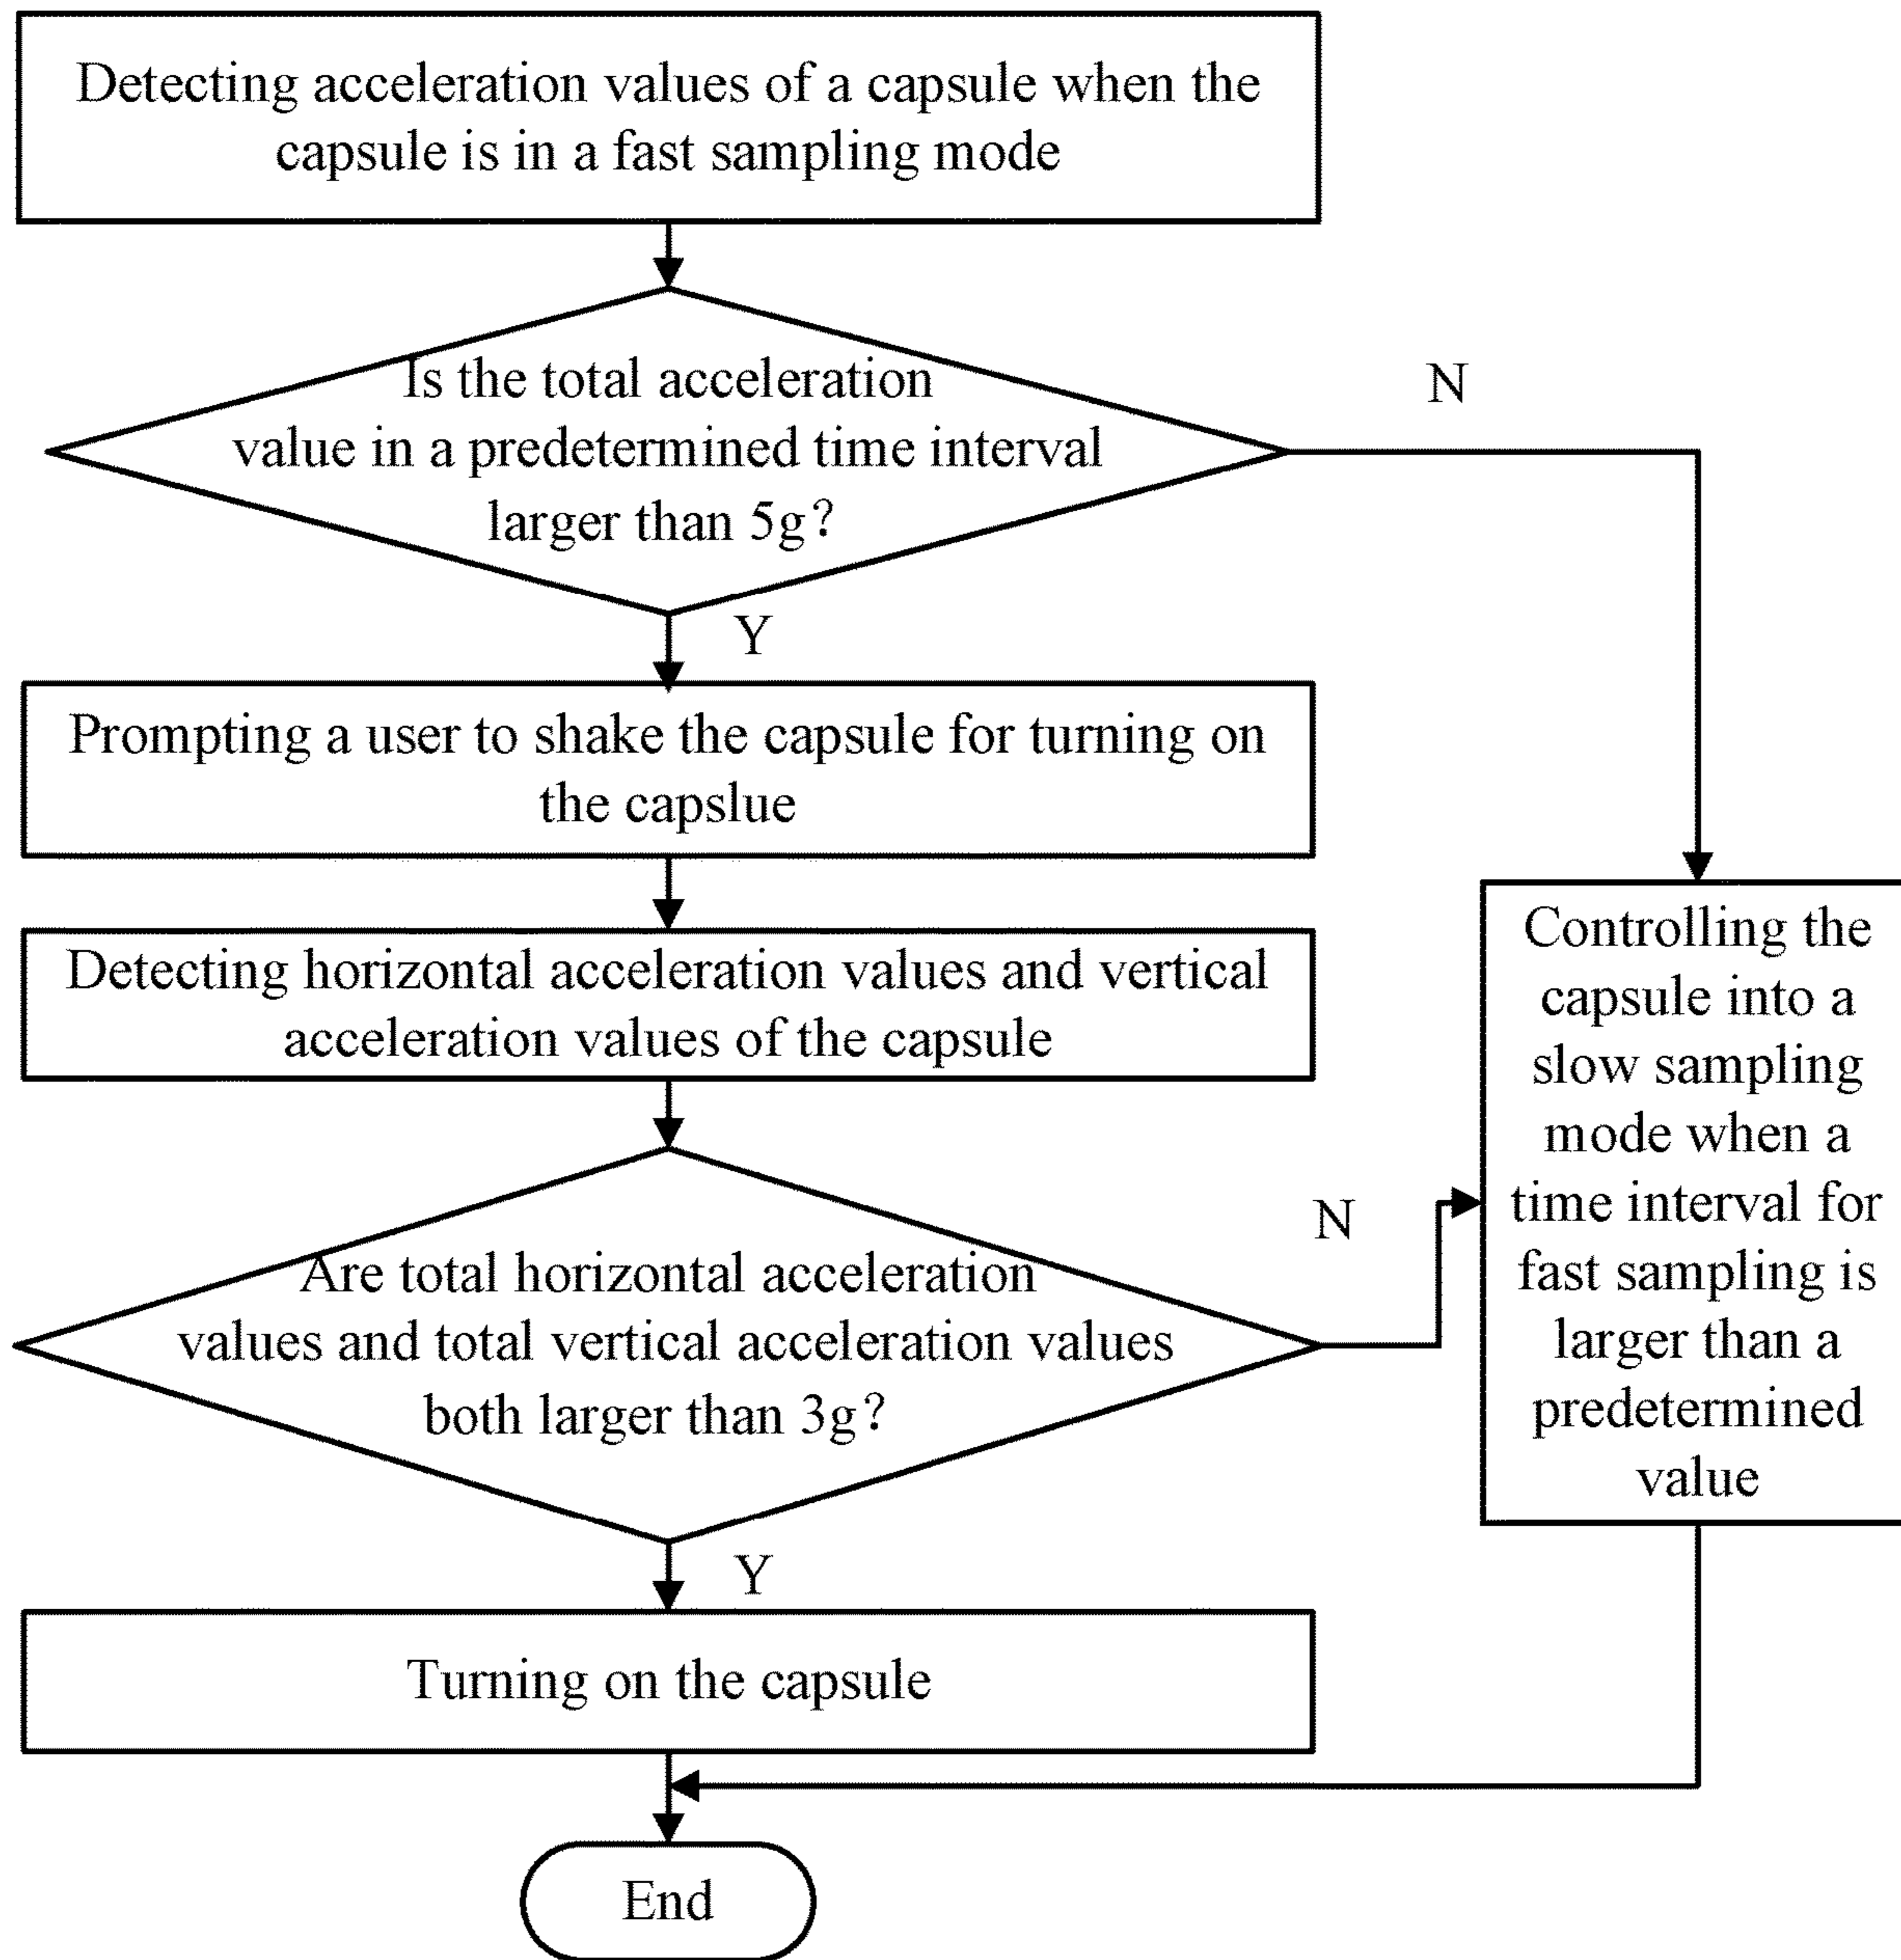 Detecting acceleration values of a capsule when the
capsule is in a fast sampling mode
Is the total acceleration
value in a predetermined time interval
larger than 5g?
N
Y
Prompting a user to shake the capsule for turning on
the capslue
Detecting horizontal acceleration values and vertical
acceleration values of the capsule
Are total horizontal acceleration
values and total vertical acceleration values
both larger than 3g?
N
Y
Controlling the
capsule into a
slow sampling
mode when a
time interval for
fast sampling is
larger than a
predetermined
value
Turning on the capsule
End